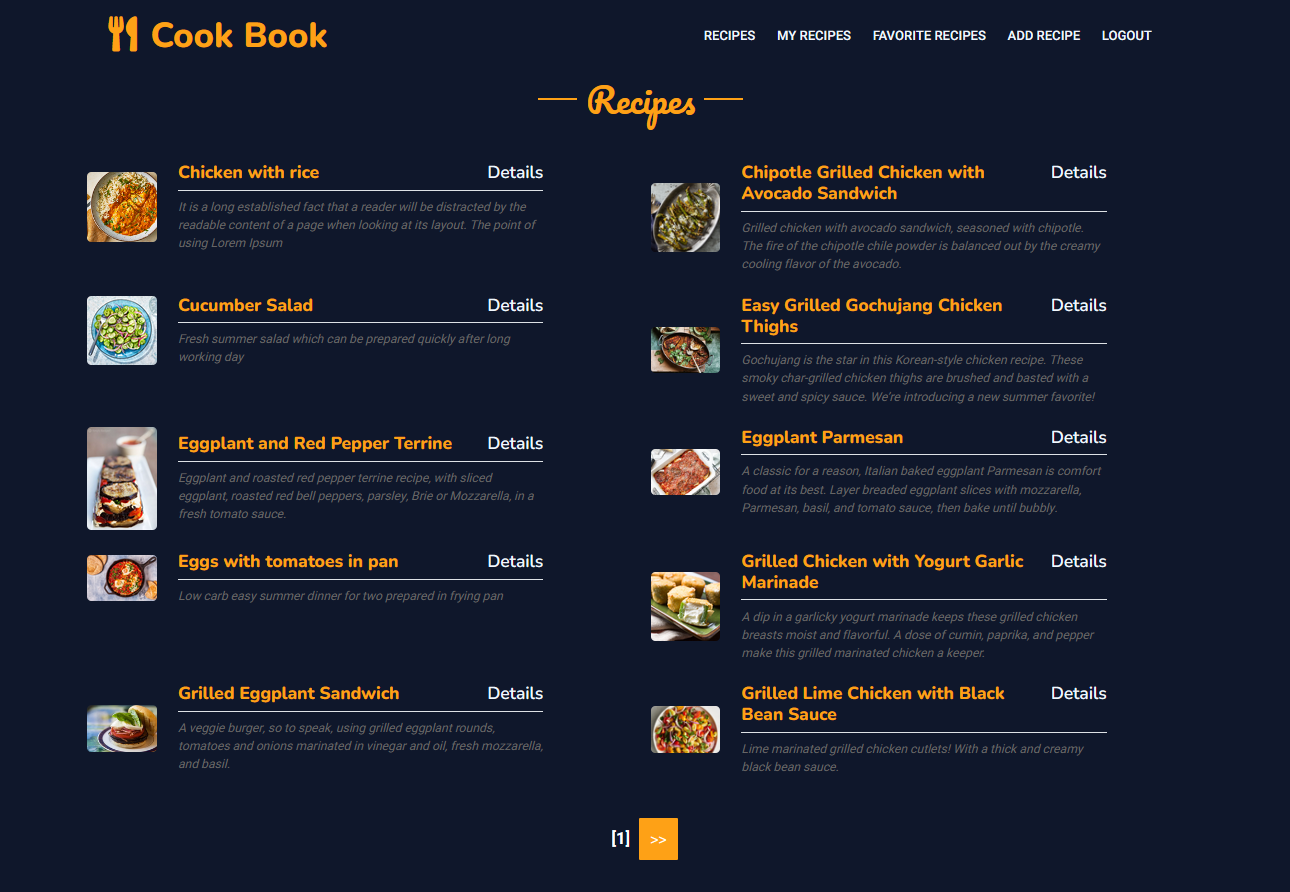 Cook Book
RECIPES MY RECIPES FAVORITE RECIPES ADD RECIPE LOGOUT
Recipes
Chicken with rice Details
It is a long established fact that a reader will be distracted by the
readable content of a page when looking at its layout. The point of
using Lorem Ipsum
Chipotle Grilled Chicken with Details
Avocado Sandwich
Grilled chicken with avocado sandwich, seasoned with chipotle.
The fire of the chipotle chile powder is balanced out by the creamy
cooling flavor of the avocado.
Cucumber Salad Details
Fresh summer salad which can be prepared quickly after long
working day
Easy Grilled Gochujang Chicken Details
Thighs
Gochujang is the star in this Korean-style chicken recipe. These
smoky char-grilled chicken thighs are brushed and basted with a
sweet and spicy sauce. We're introducing a new summer favorite!
Eggplant and Red Pepper Terrine Details
Eggplant and roasted red pepper terrine recipe, with sliced
eggplant, roasted red bell peppers, parsley, Brie or Mozzarella, in a
fresh tomato sauce.
Eggplant Parmesan Details
A classic for a reason, Italian baked eggplant Parmesan is comfort
food at its best. Layer breaded eggplant slices with mozzarella,
Parmesan, basil, and tomato sauce, then bake until bubbly.
Eggs with tomatoes in pan Details
Low carb easy summer dinner for two prepared in frying pan
Grilled Chicken with Yogurt Garlic Details
Marinade
A dip in a garlicky yogurt marinade keeps these grilled chicken
breasts moist and flavorful. A dose of cumin, paprika, and pepper
make this grilled marinated chicken a keeper.
Grilled Eggplant Sandwich Details
A veggie burger, so to speak, using grilled eggplant rounds,
tomatoes and onions marinated in vinegar and oil, fresh mozzarella,
and basil.
Grilled Lime Chicken with Black Details
Bean Sauce
Lime marinated grilled chicken cutlets! With a thick and creamy
black bean sauce.
[1] >>